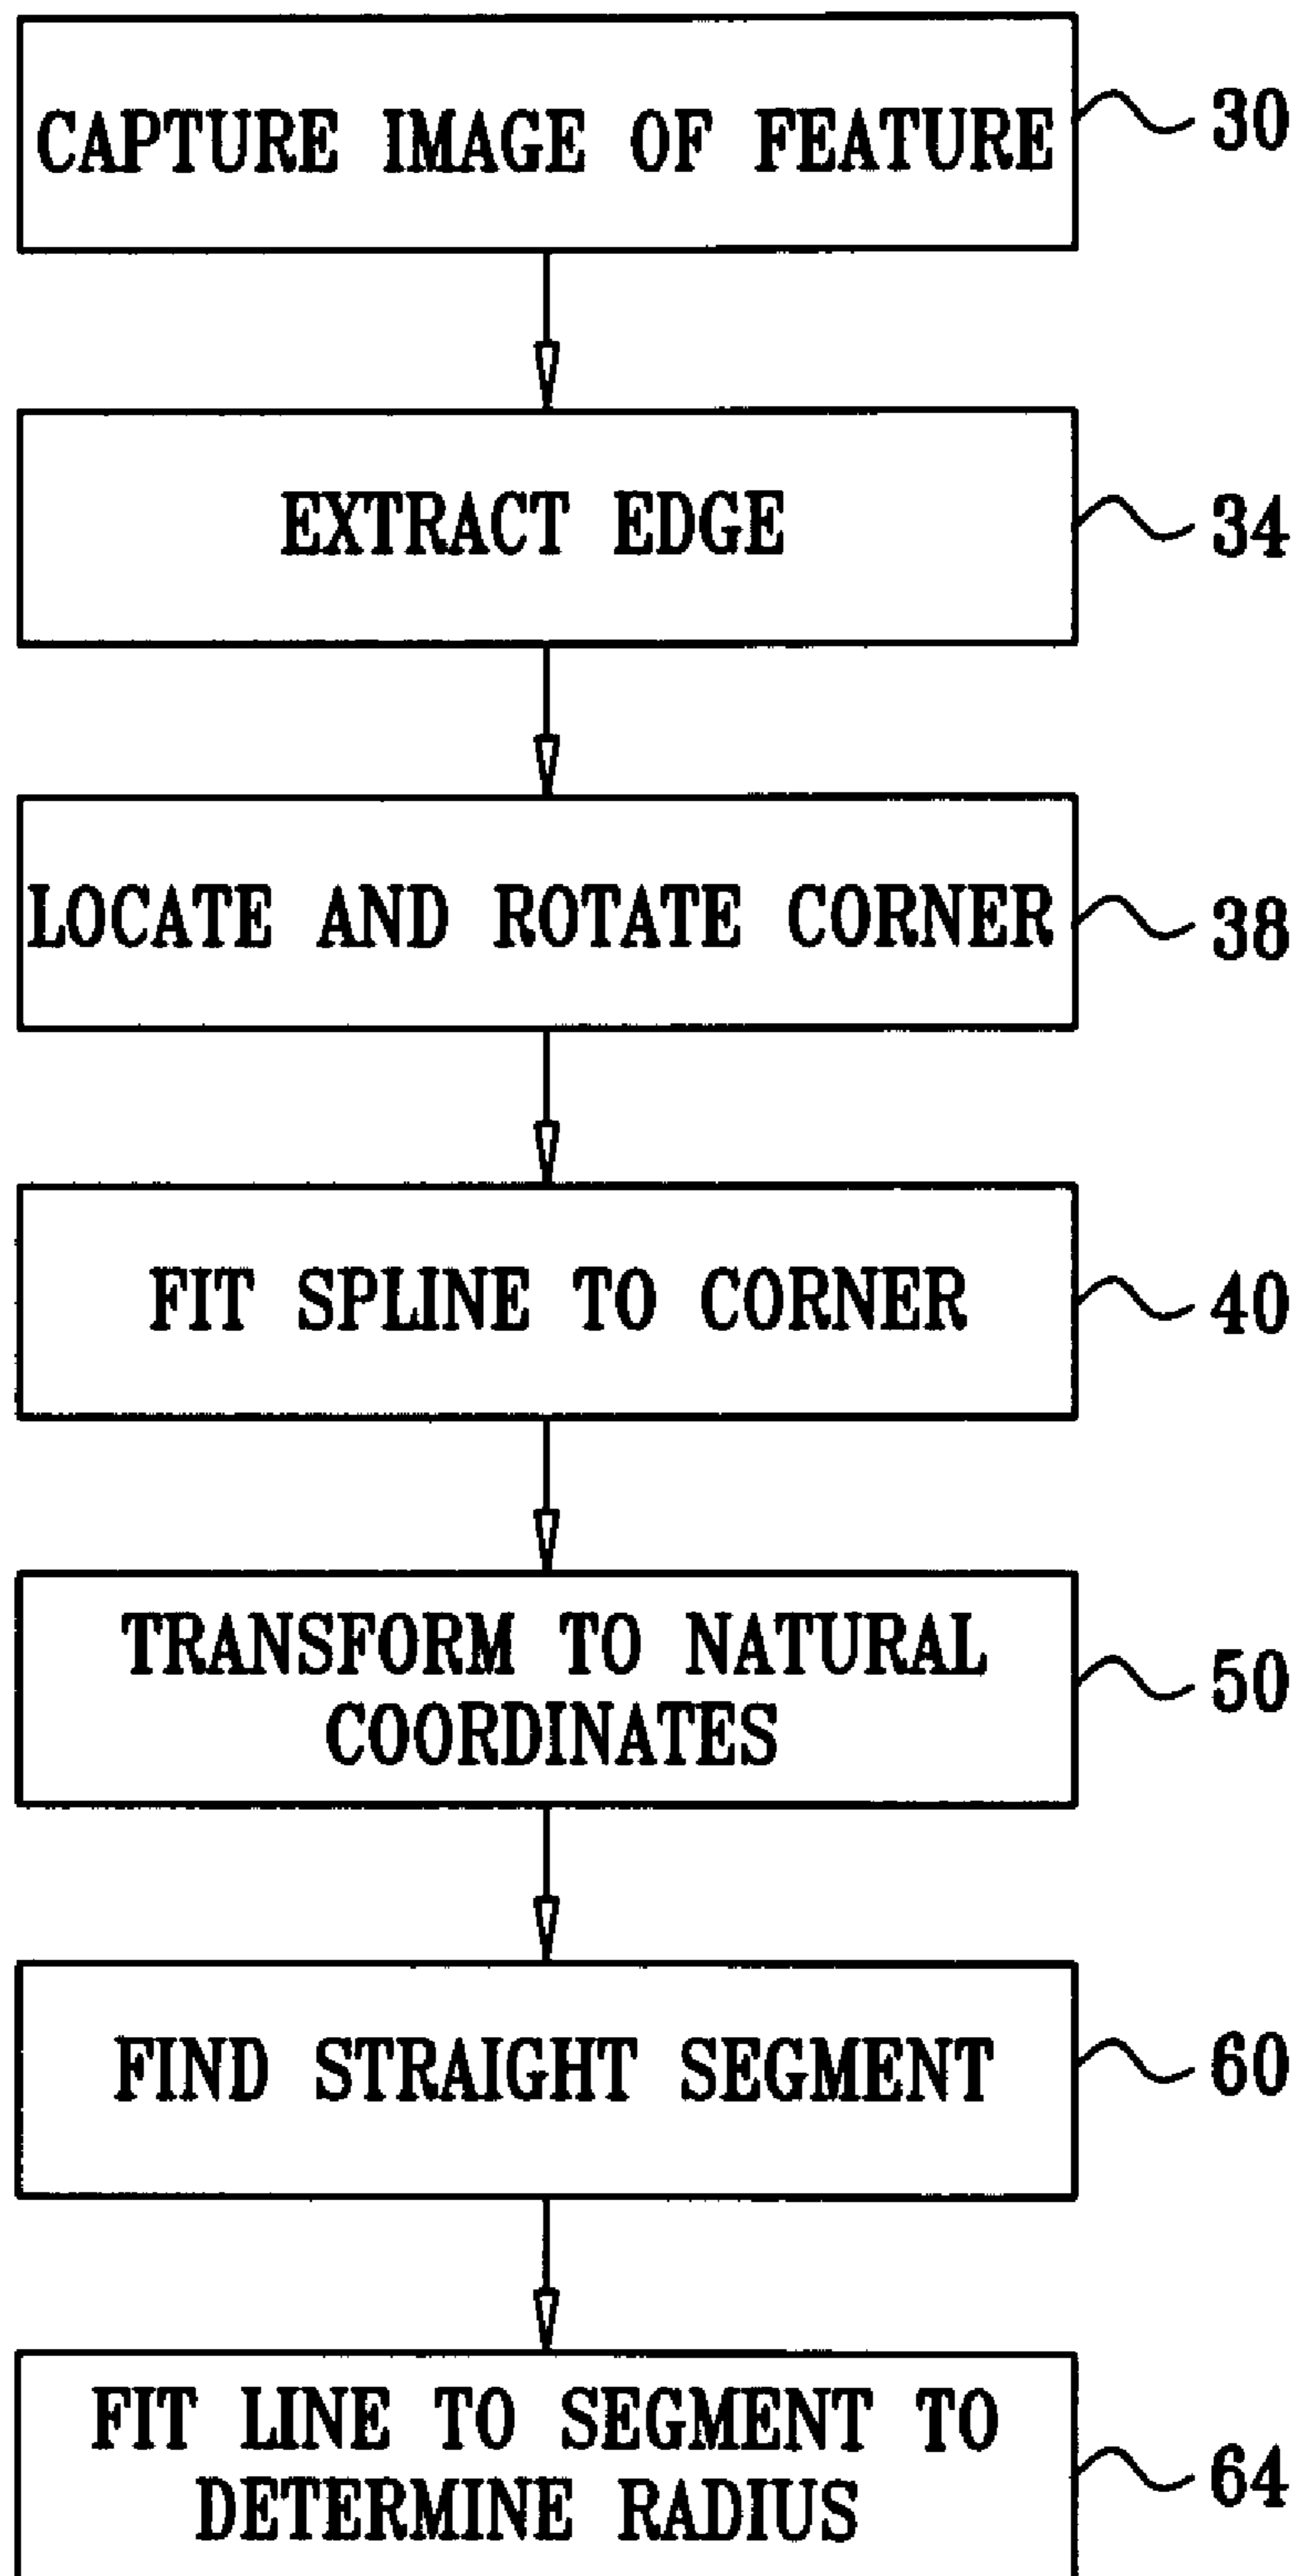 CAPTURE IMAGE OF FEATURE
30
EXTRACT EDGE
34
LOCATE AND ROTATE CORNER
38
FIT SPLINE TO CORNER
40
TRANSFORM TO NATURAL
COORDINATES
50
FIND STRAIGHT SEGMENT
60
FIT LINE TO SEGMENT TO
DETERMINE RADIUS
64